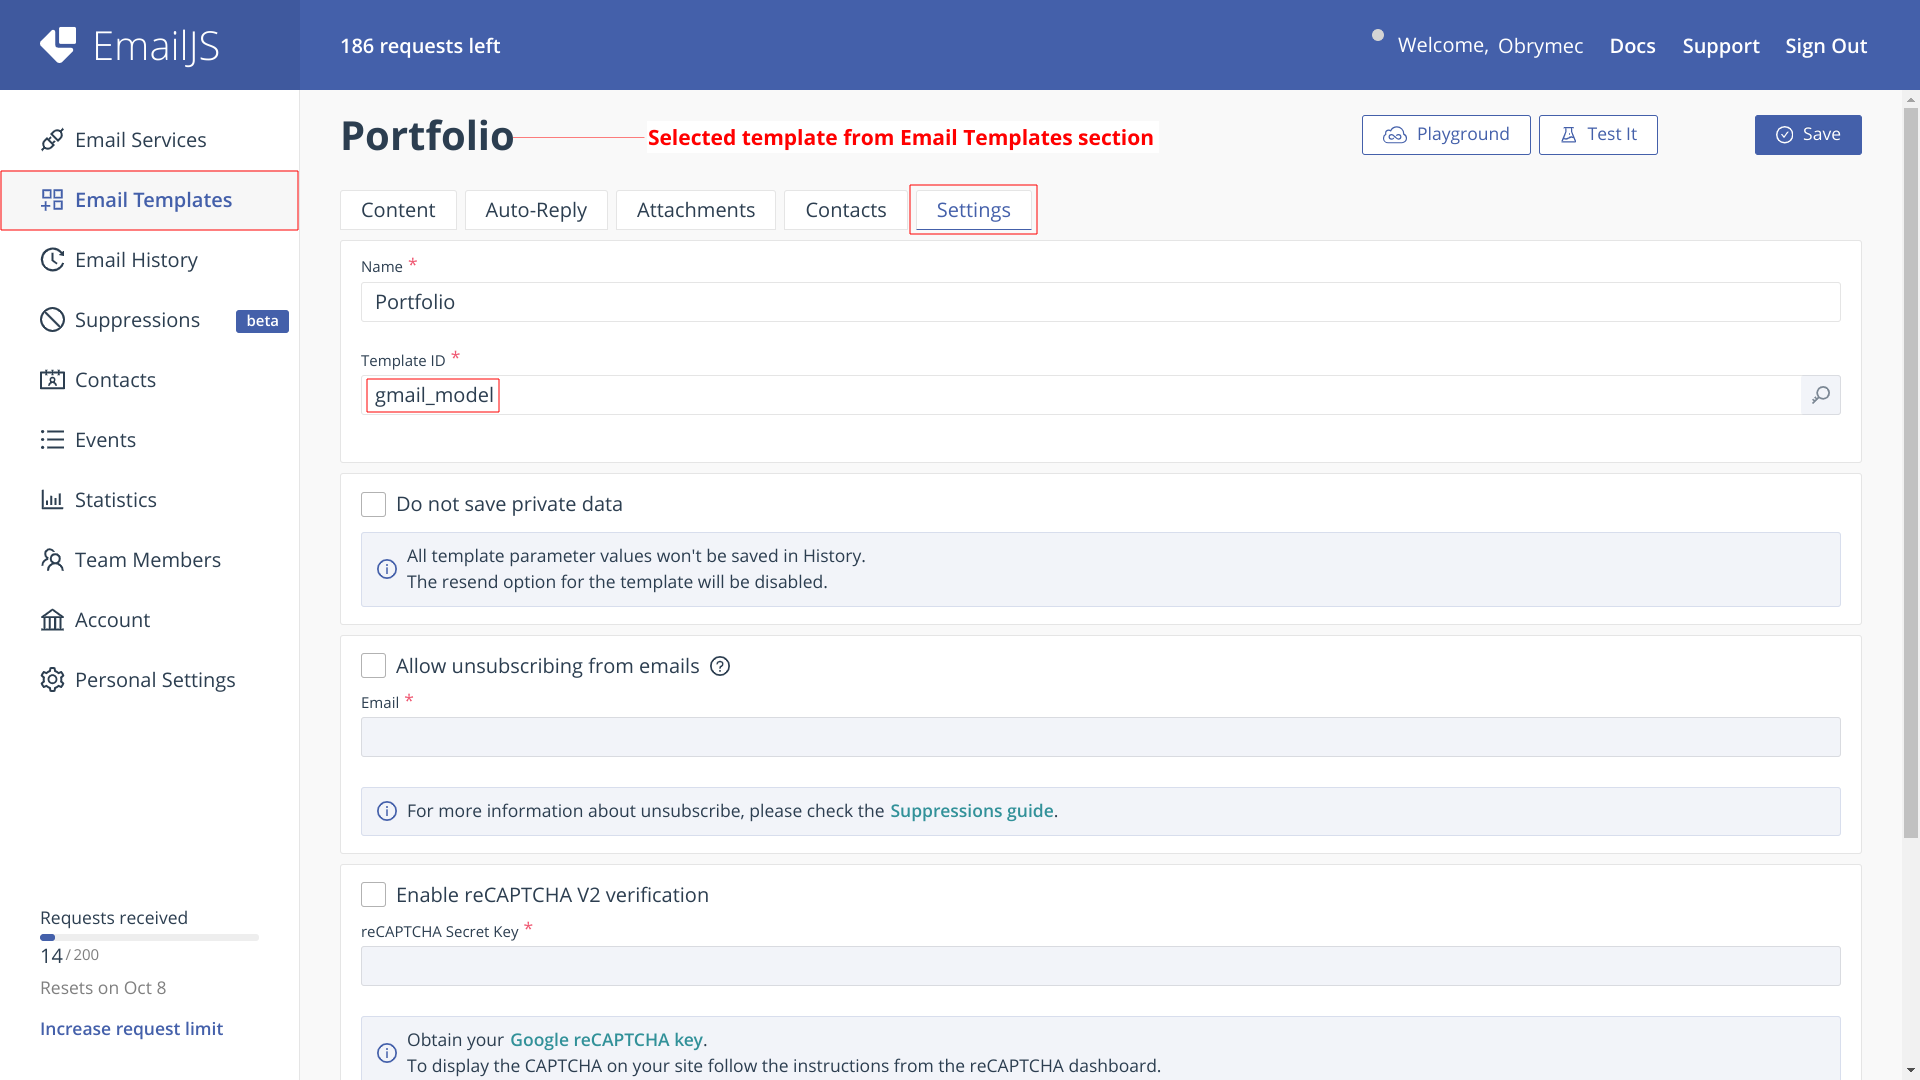 EmailJS
186 requests left
Welcome, Obrymec
Docs
Support
Sign Out
Email Services
Email Templates
Email History
Suppressions
beta
Contacts
Events
Statistics
Team Members
Account
Personal Settings
Requests received
14 / 200
Resets on Oct 8
Increase request limit
Portfolio
Selected template from Email Templates section
Playground
Test It
Save
Content
Auto-Reply
Attachments
Contacts
Settings
Name *
Portfolio
Template ID *
gmail_model
Do not save private data
All template parameter values won't be saved in History.
The resend option for the template will be disabled.
Allow unsubscribing from emails
Email *
For more information about unsubscribe, please check the Suppressions guide.
Enable reCAPTCHA V2 verification
reCAPTCHA Secret Key *
Obtain your Google reCAPTCHA key.
To display the CAPTCHA on your site follow the instructions from the reCAPTCHA dashboard.